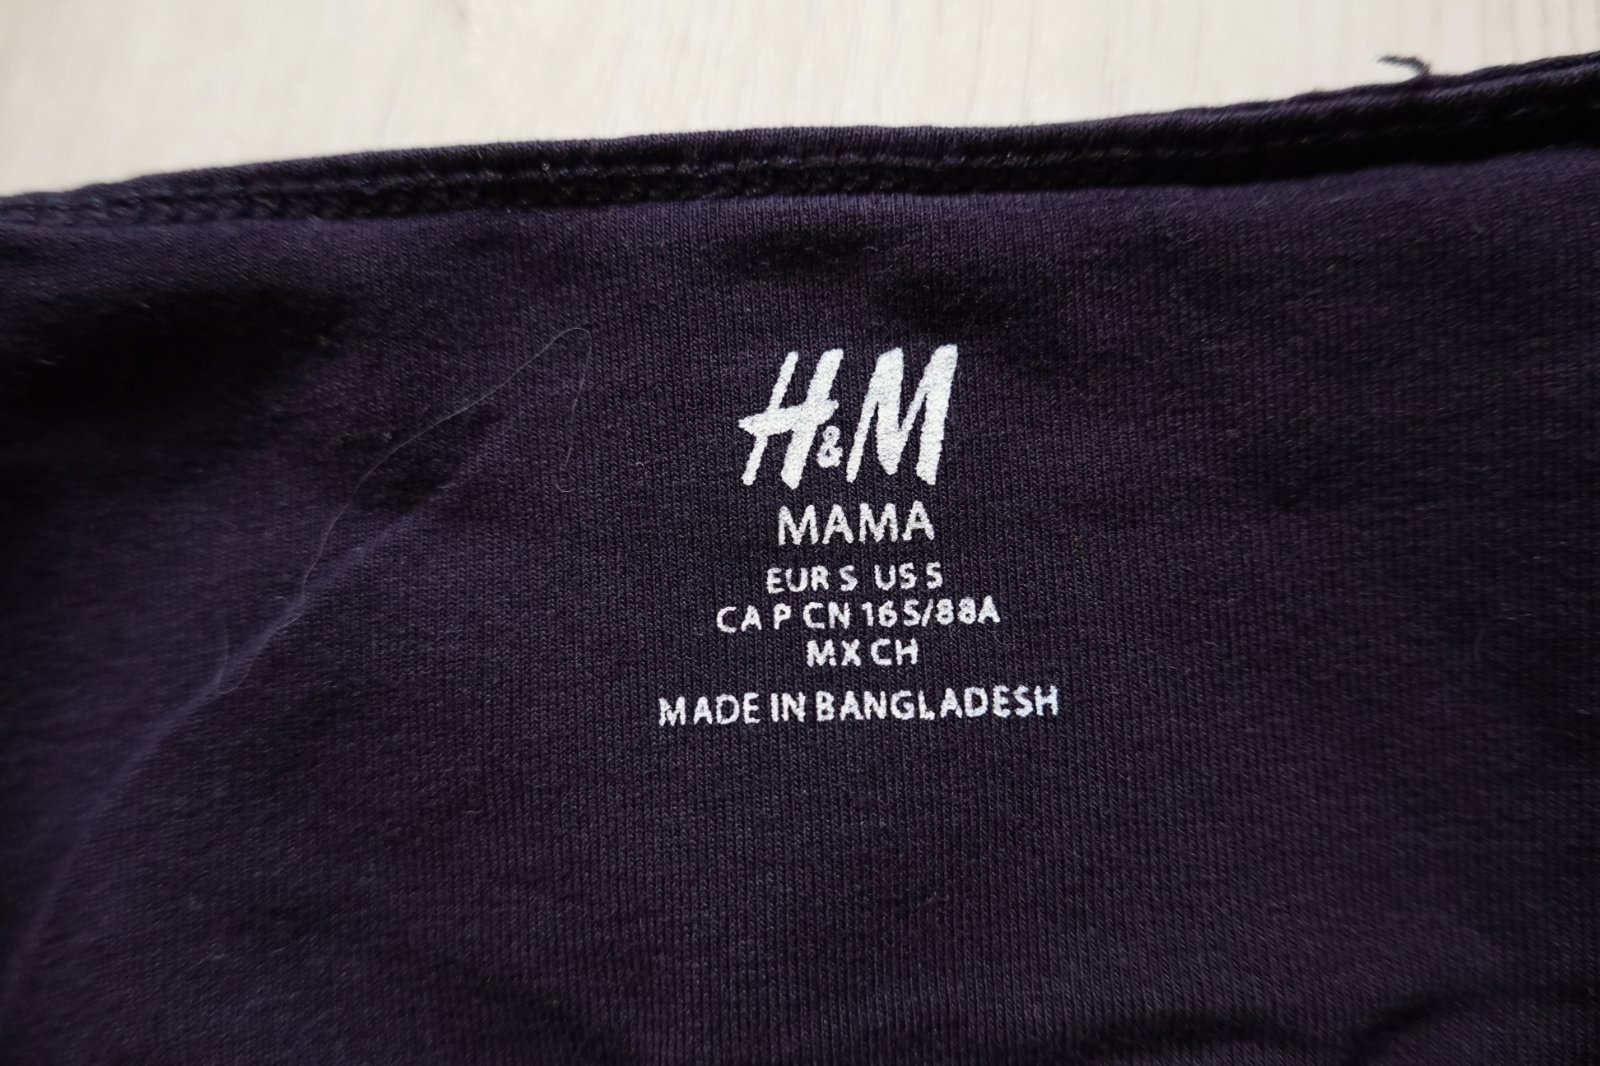 H&M
MAMA
EUR S US S
CA P CN 165/88A
MX CH
MADE IN BANGLADESH